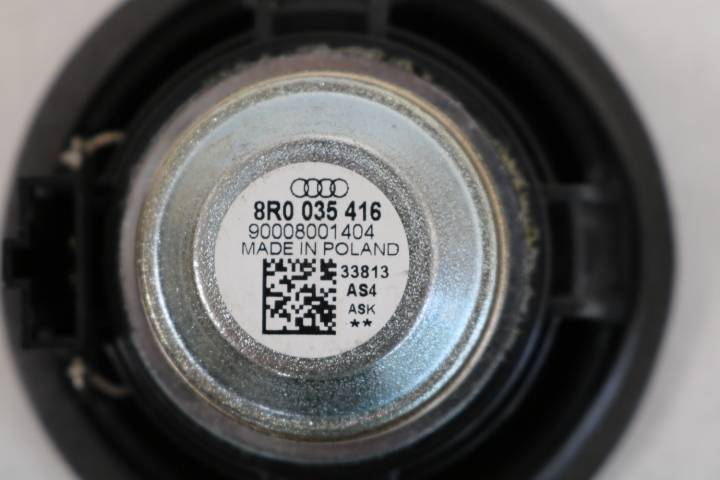 8R0 035 416
90008001404
MADE IN POLAND
33813
AS4
ASK
**